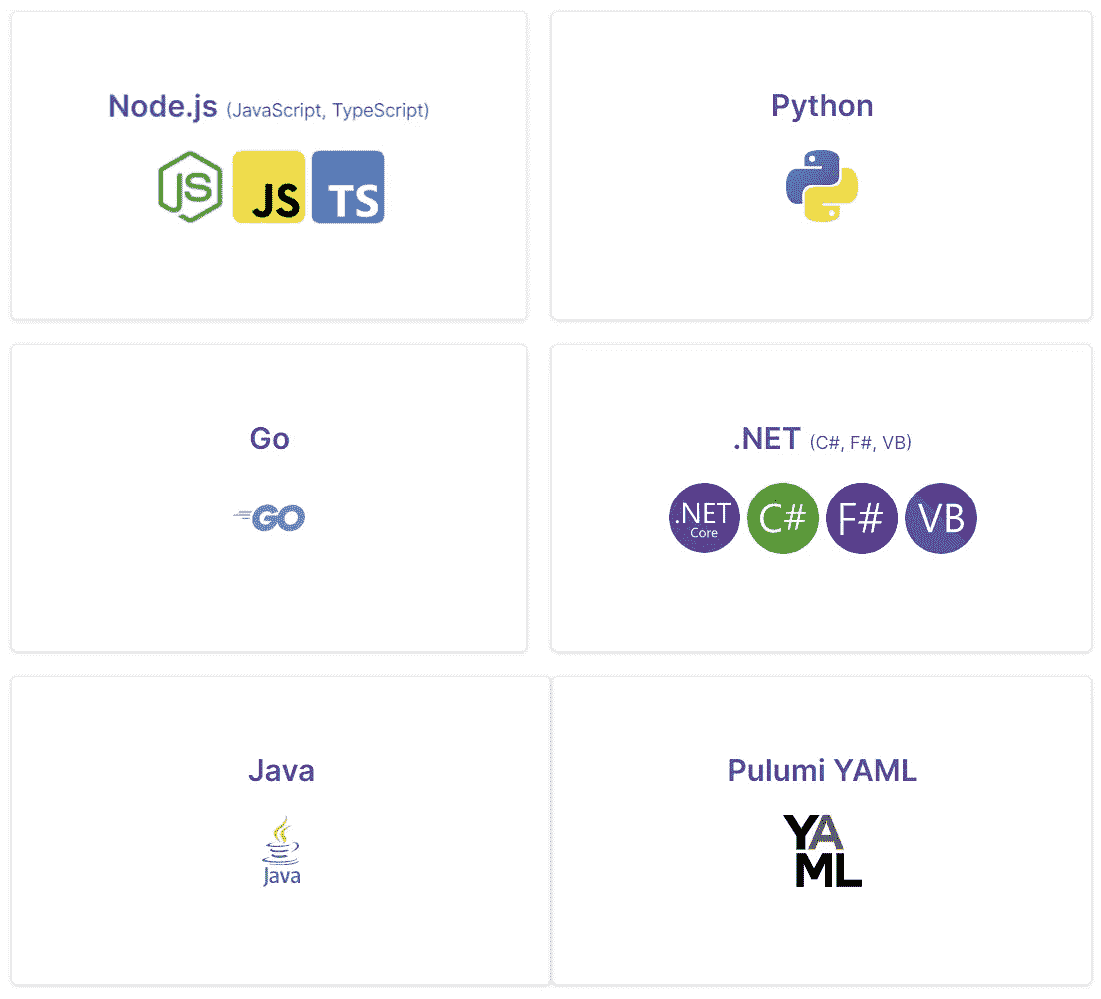 Node.js (JavaScript, TypeScript)
JS JS TS
Python
Go
GO
.NET (C#, F#, VB)
.NET Core C# F# VB
Java
Java
Pulumi YAML
YA
ML